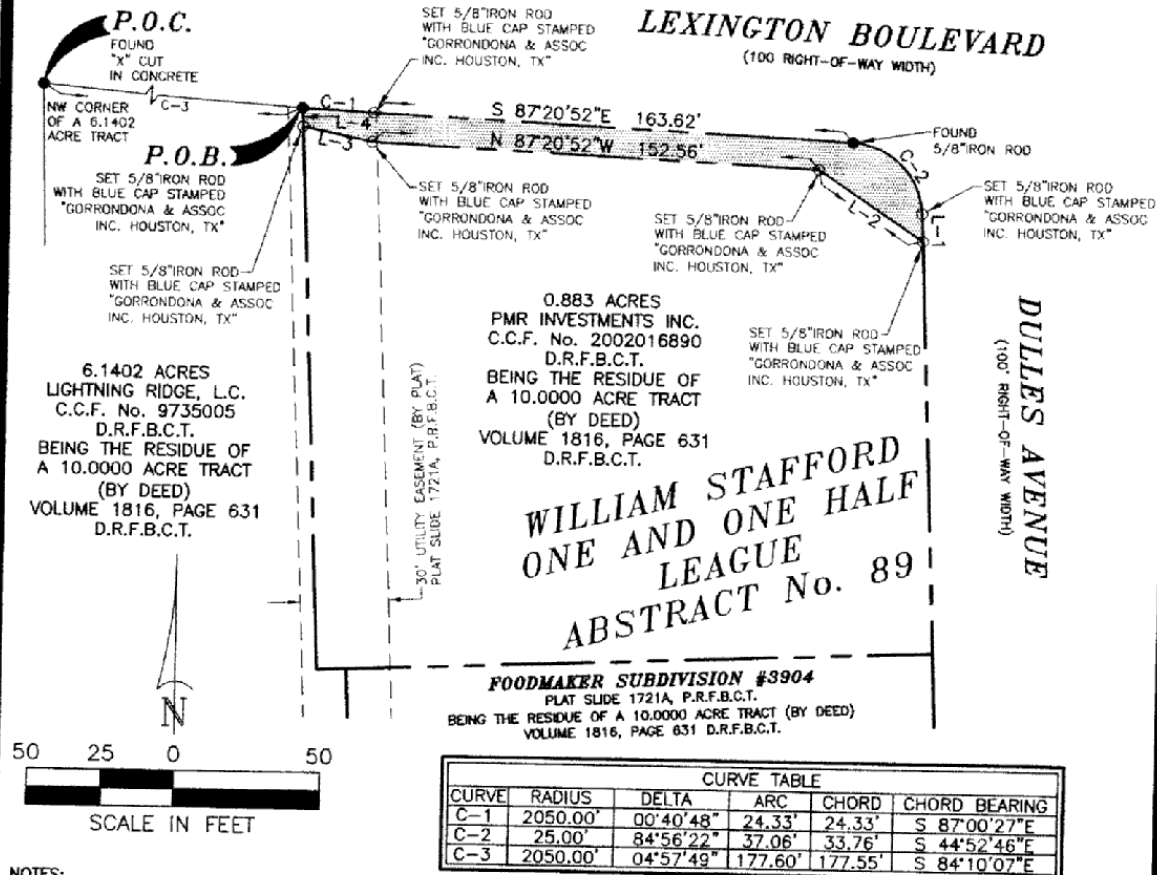 P.O.C.
FOUND
"X" CUT
IN CONCRETE
NW CORNER
OF A 6.1402
ACRE TRACT
C-3
SET 5/8"IRON ROD
WITH BLUE CAP STAMPED
"GORRONDONA & ASSOC
INC. HOUSTON, TX"
LEXINGTON BOULEVARD
(100 RIGHT-OF-WAY WIDTH)
C-1
S 87°20'52"E 163.62'
L-4
L-3
N 87°20'52"W 152.56'
FOUND
5/8"IRON ROD
C-2
L-1
L-2
P.O.B.
SET 5/8"IRON ROD
WITH BLUE CAP STAMPED
"GORRONDONA & ASSOC
INC. HOUSTON, TX"
SET 5/8"IRON ROD
WITH BLUE CAP STAMPED
"GORRONDONA & ASSOC
INC. HOUSTON, TX"
SET 5/8"IRON ROD
WITH BLUE CAP STAMPED
"GORRONDONA & ASSOC
INC. HOUSTON, TX"
SET 5/8"IRON ROD
WITH BLUE CAP STAMPED
"GORRONDONA & ASSOC
INC. HOUSTON, TX"
SET 5/8"IRON ROD
WITH BLUE CAP STAMPED
"GORRONDONA & ASSOC
INC. HOUSTON, TX"
SET 5/8"IRON ROD
WITH BLUE CAP STAMPED
"GORRONDONA & ASSOC
INC. HOUSTON, TX"
6.1402 ACRES
LIGHTNING RIDGE, L.C.
C.C.F. No. 9735005
D.R.F.B.C.T.
BEING THE RESIDUE OF
A 10.0000 ACRE TRACT
(BY DEED)
VOLUME 1816, PAGE 631
D.R.F.B.C.T.
30' UTILITY EASEMENT (BY PLAT)
PLAT SLIDE 1721A, P.R.F.B.C.T.
0.883 ACRES
PMR INVESTMENTS INC.
C.C.F. No. 2002016890
D.R.F.B.C.T.
BEING THE RESIDUE OF
A 10.0000 ACRE TRACT
(BY DEED)
VOLUME 1816, PAGE 631
D.R.F.B.C.T.
DULLES AVENUE
(100' RIGHT-OF-WAY WIDTH)
WILLIAM STAFFORD
ONE AND ONE HALF
LEAGUE
ABSTRACT No. 89
FOODMAKER SUBDIVISION #3904
PLAT SLIDE 1721A, P.R.F.B.C.T.
BEING THE RESIDUE OF A 10.0000 ACRE TRACT (BY DEED)
VOLUME 1816, PAGE 631 D.R.F.B.C.T.
N
50 25 0 50
SCALE IN FEET
CURVE TABLE
CURVE RADIUS DELTA ARC CHORD CHORD BEARING
C-1 2050.00' 00°40'48" 24.33' 24.33' S 87°00'27"E
C-2 25.00' 84°56'22" 37.06' 33.76' S 44°52'46"E
C-3 2050.00' 04°57'49" 177.60' 177.55' S 84°10'07"E
NOTES: